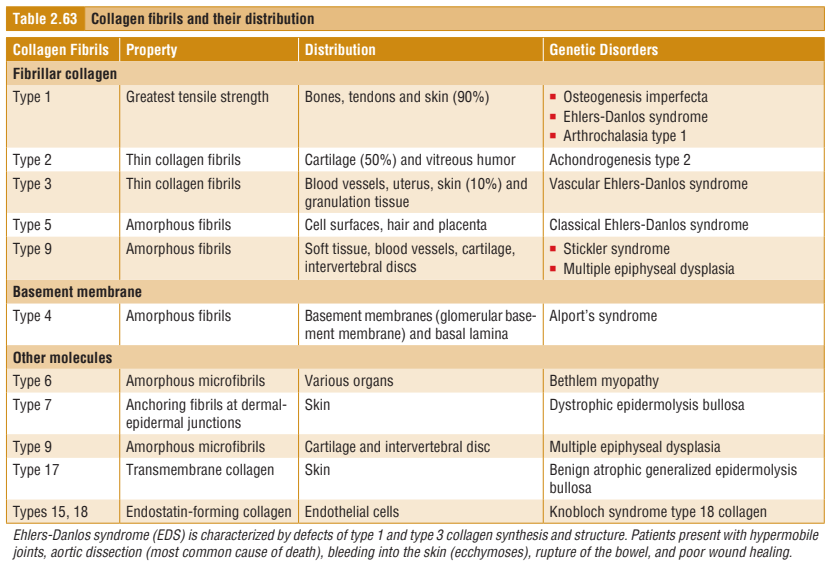 Table 2.63 Collagen fibrils and their distribution
Collagen Fibrils Property Distribution Genetic Disorders
Fibrillar collagen
Type 1 Greatest tensile strength Bones, tendons and skin (90%) ▪ Osteogenesis imperfecta
▪ Ehlers-Danlos syndrome
▪ Arthrochalasia type 1
Type 2 Thin collagen fibrils Cartilage (50%) and vitreous humor Achondrogenesis type 2
Type 3 Thin collagen fibrils Blood vessels, uterus, skin (10%) and Vascular Ehlers-Danlos syndrome
granulation tissue
Type 5 Amorphous fibrils Cell surfaces, hair and placenta Classical Ehlers-Danlos syndrome
Type 9 Amorphous fibrils Soft tissue, blood vessels, cartilage, ▪ Stickler syndrome
intervertebral discs ▪ Multiple epiphyseal dysplasia
Basement membrane
Type 4 Amorphous fibrils Basement membranes (glomerular base- Alport's syndrome
ment membrane) and basal lamina
Other molecules
Type 6 Amorphous microfibrils Various organs Bethlem myopathy
Type 7 Anchoring fibrils at dermal- Skin Dystrophic epidermolysis bullosa
epidermal junctions
Type 9 Amorphous microfibrils Cartilage and intervertebral disc Multiple epiphyseal dysplasia
Type 17 Transmembrane collagen Skin Benign atrophic generalized epidermolysis
bullosa
Types 15, 18 Endostatin-forming collagen Endothelial cells Knobloch syndrome type 18 collagen
Ehlers-Danlos syndrome (EDS) is characterized by defects of type 1 and type 3 collagen synthesis and structure. Patients present with hypermobile
joints, aortic dissection (most common cause of death), bleeding into the skin (ecchymoses), rupture of the bowel, and poor wound healing.